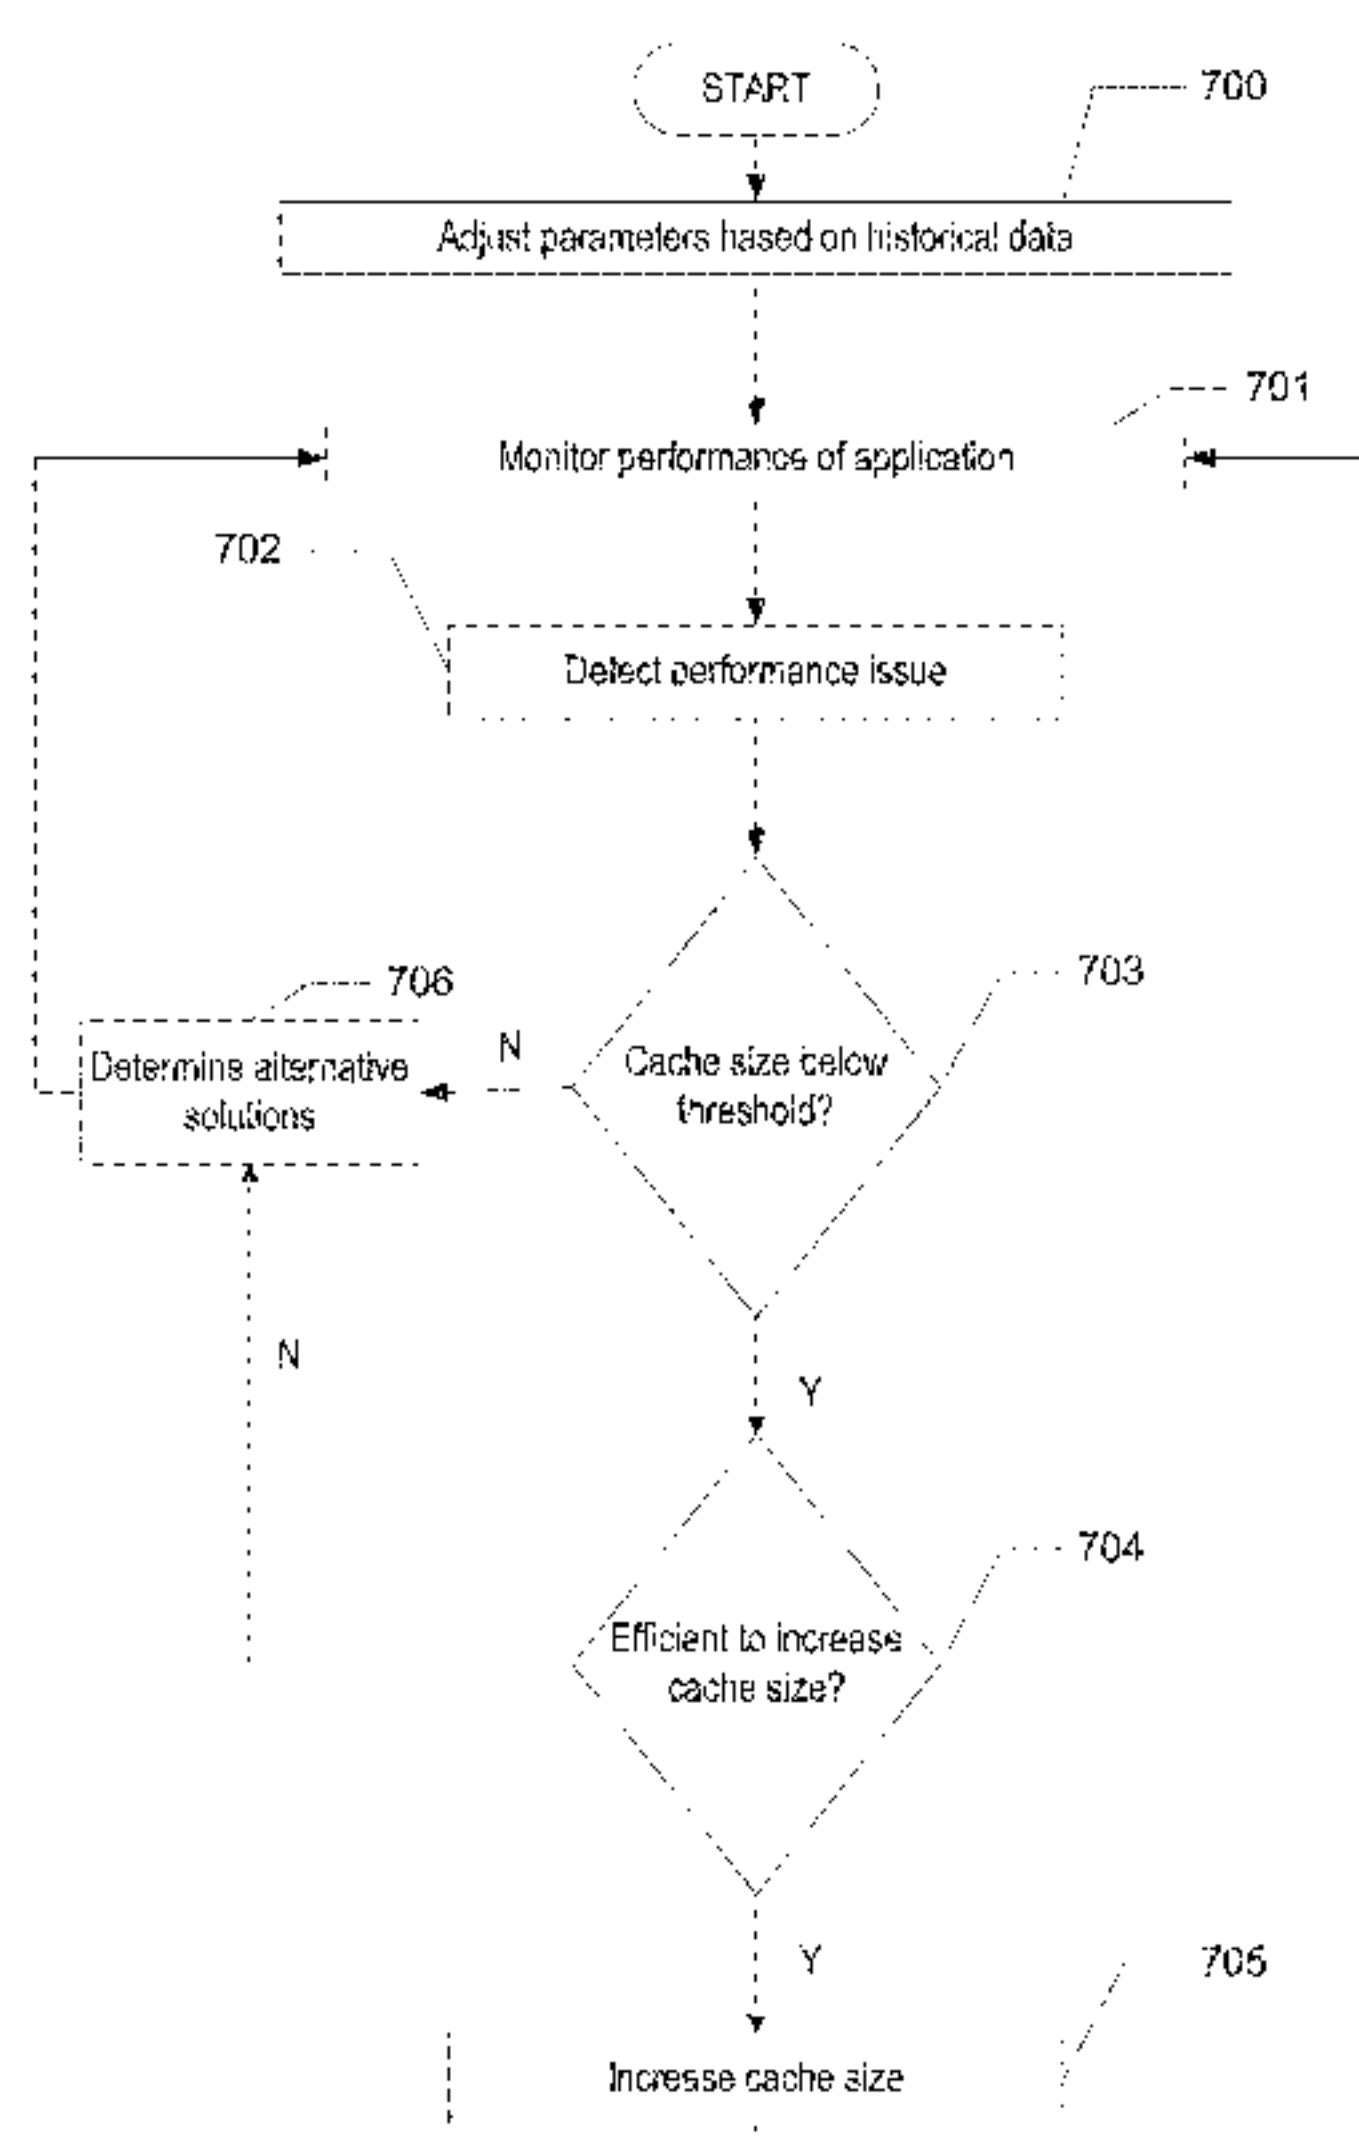 START
700
Adjust parameters based on historical data
701
Monitor performance of application
702
Detect performance issue
703
706
N
Cache size below
threshold?
Determine alternative
solutions
N
Y
704
Efficient to increase
cache size?
Y
705
Increase cache size